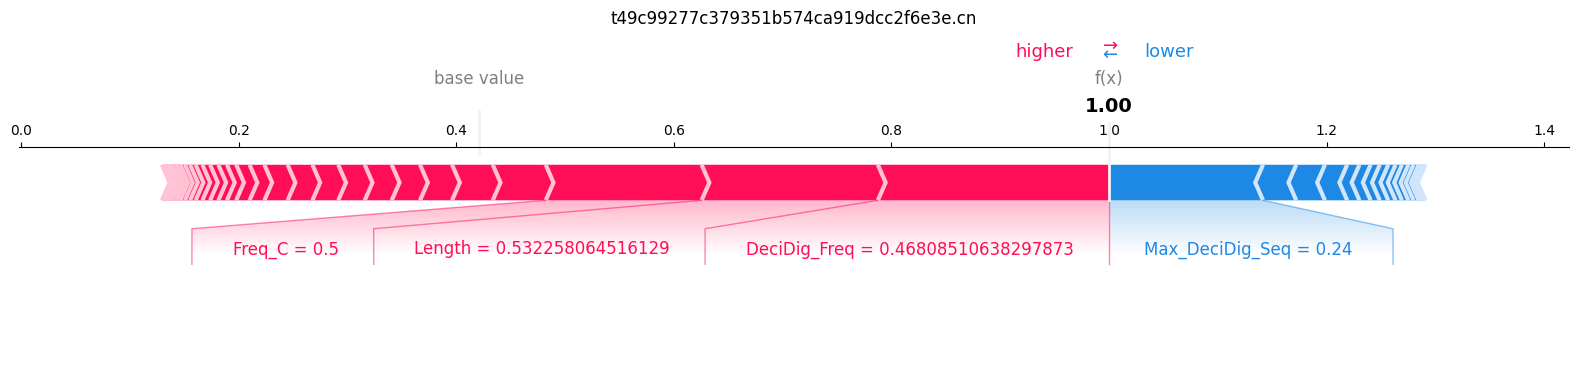 t49c99277c379351b574ca919dcc2f6e3e.cn
higher ⇄ lower
base value f(x)
1.00
0.0 0.2 0.4 0.6 0.8 1.0 1.2 1.4
Freq_C = 0.5 Length = 0.532258064516129 DeciDig_Freq = 0.46808510638297873 Max_DeciDig_Seq = 0.24